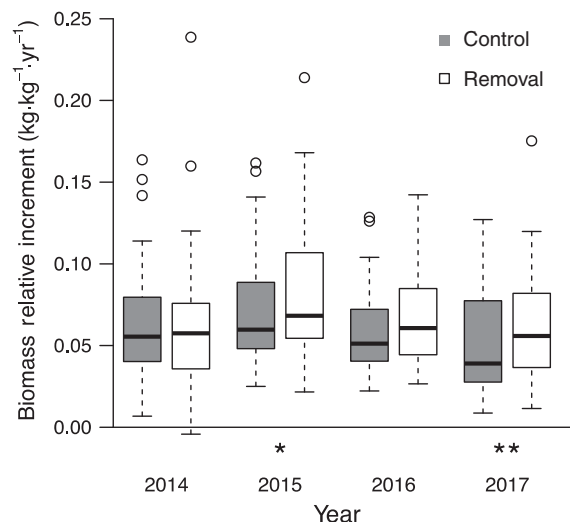 Biomass relative increment (kg·kg⁻¹·yr⁻¹)
0.25
0.20
0.15
0.10
0.05
0.00
Control
Removal
* **
2014 2015 2016 2017
Year